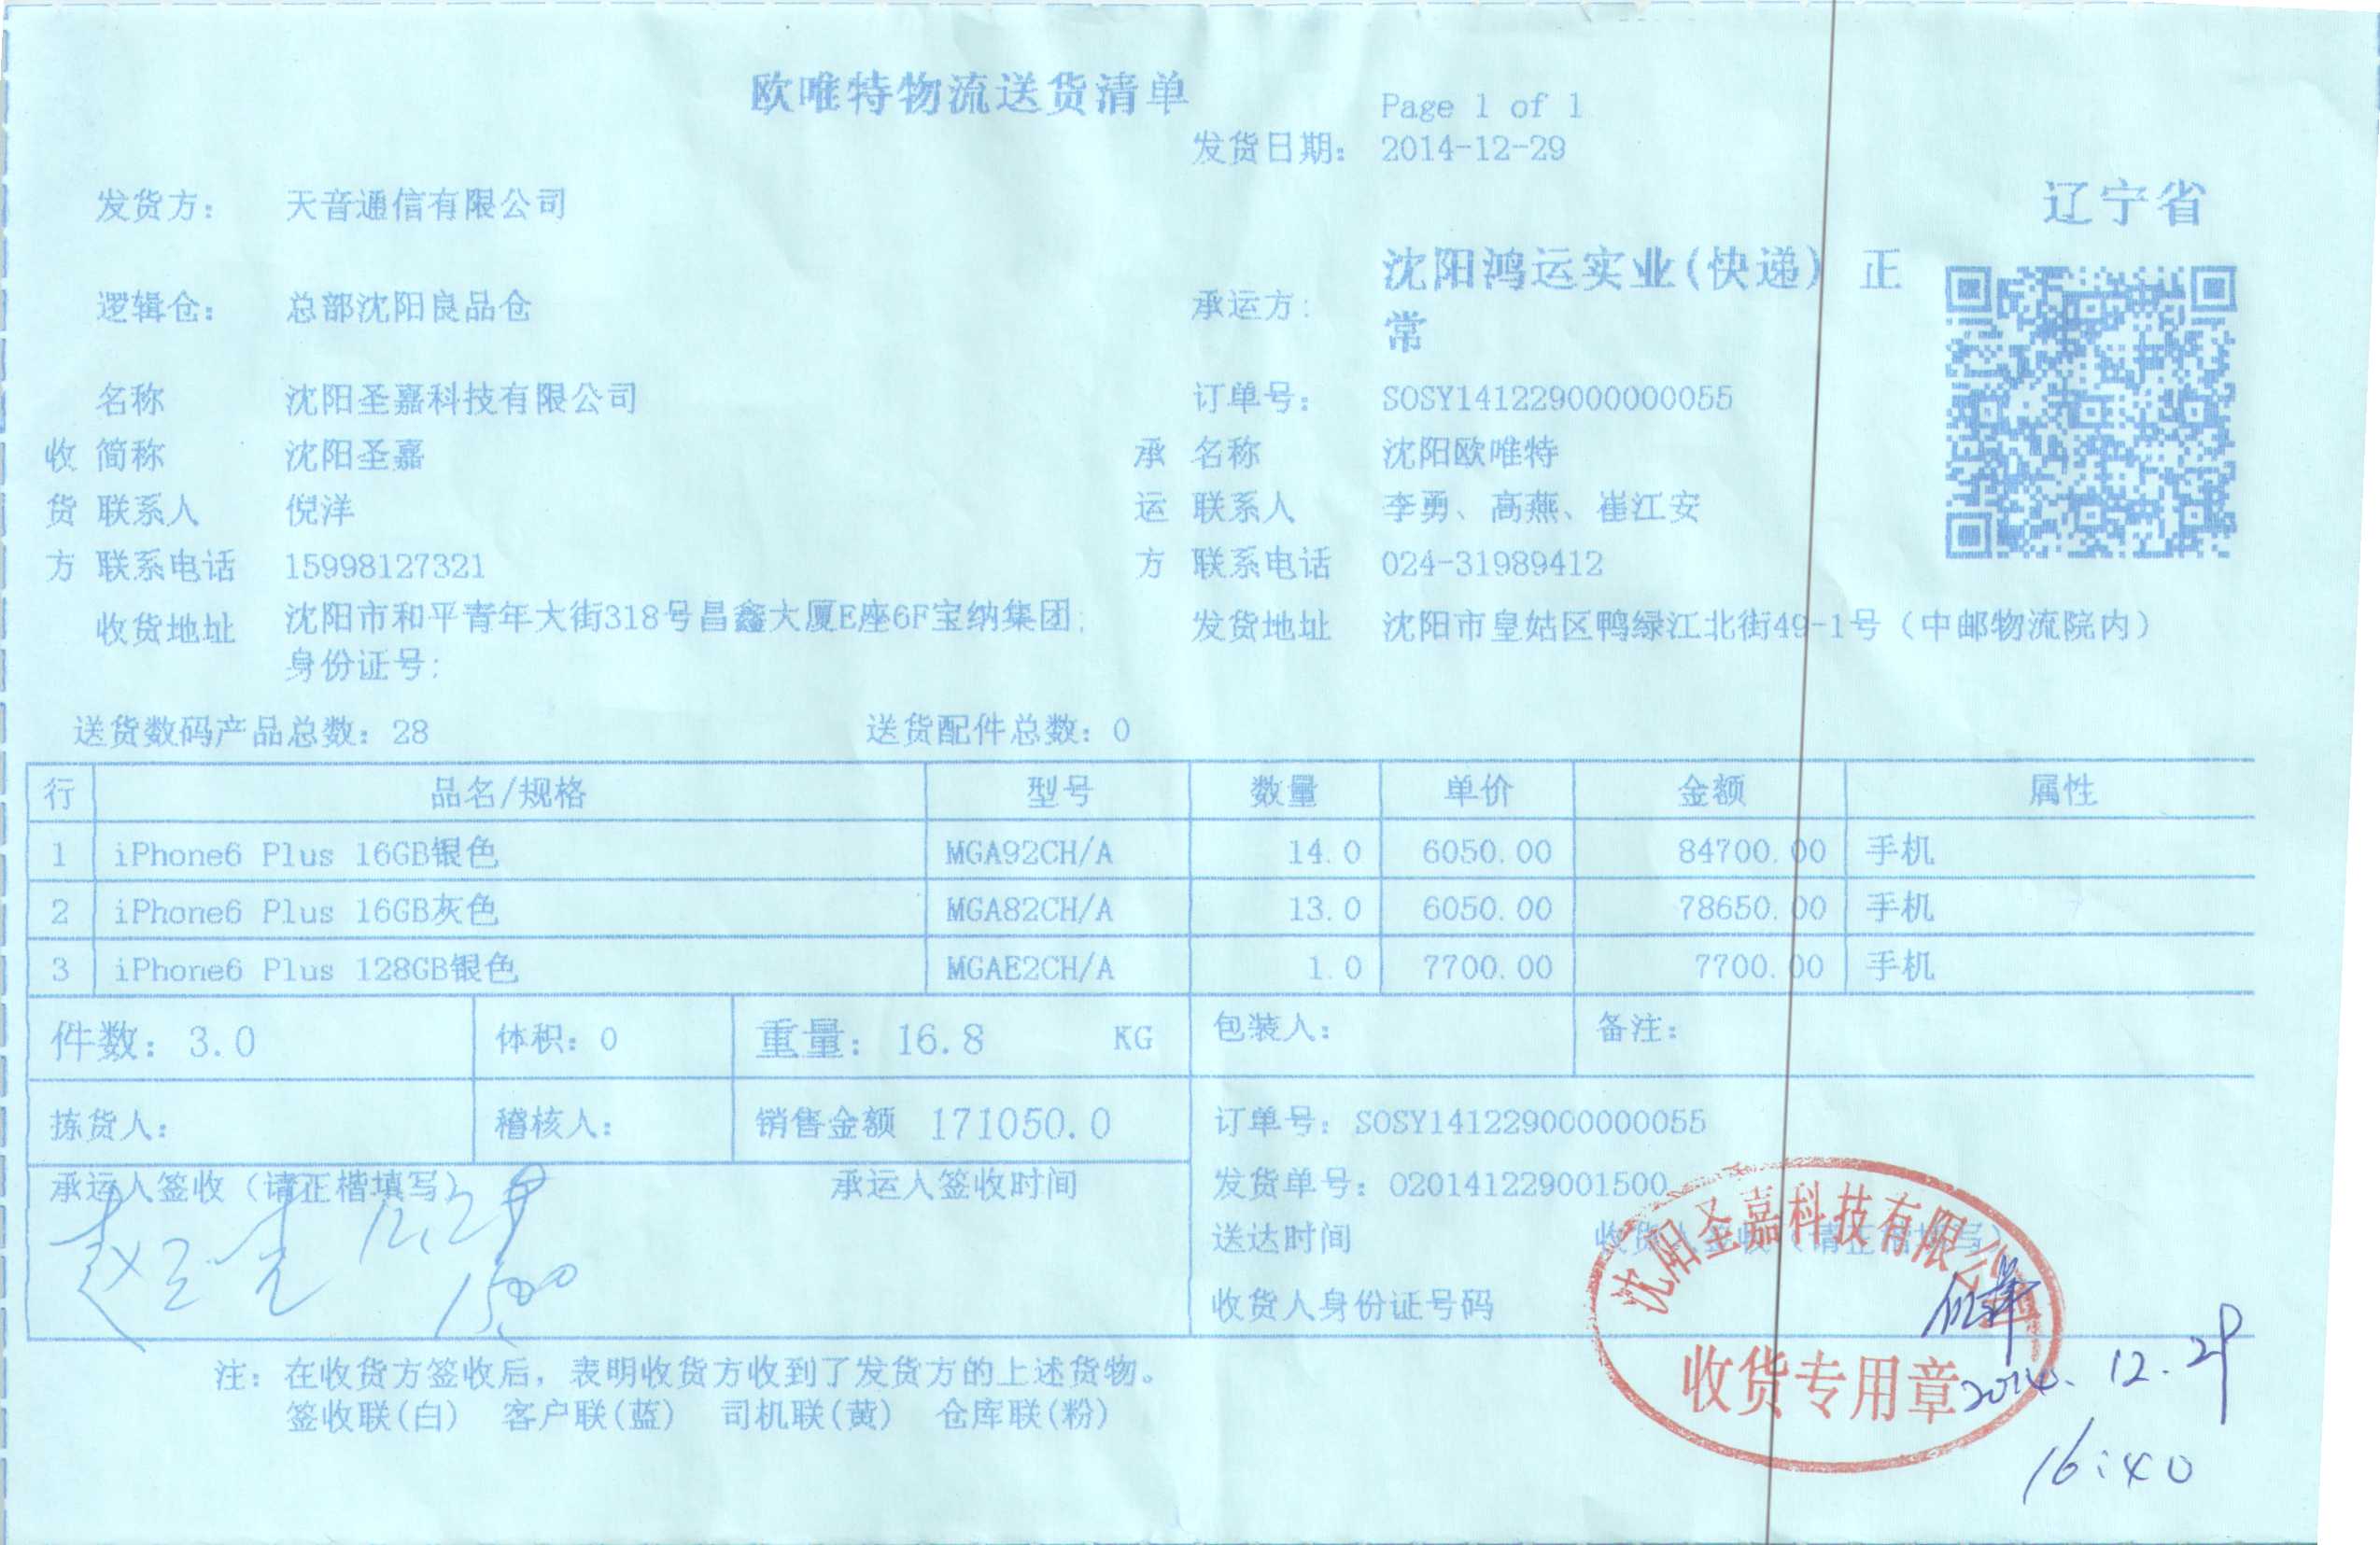 欧唯特物流送货清单
Page 1 of 1
发货日期: 2014-12-29
辽宁省
发货方: 天音通信有限公司
逻辑仓: 总部沈阳良品仓
承运方: 沈阳鸿运实业(快递) 正
常
名称 沈阳圣嘉科技有限公司 订单号: SOSY141229000000055
收 简称 沈阳圣嘉 承 名称 沈阳欧唯特
货 联系人 倪洋 运 联系人 李勇、高燕、崔江安
方 联系电话 15998127321 方 联系电话 024-31989412
收货地址 沈阳市和平青年大街318号昌鑫大厦E座6F宝纳集团; 发货地址 沈阳市皇姑区鸭绿江北街49-1号（中邮物流院内）
身份证号:
送货数码产品总数: 28 送货配件总数: 0
行 品名/规格 型号 数量 单价 金额 属性
1 iPhone6 Plus 16GB银色 MGA92CH/A 14.0 6050.00 84700.00 手机
2 iPhone6 Plus 16GB灰色 MGA82CH/A 13.0 6050.00 78650.00 手机
3 iPhone6 Plus 128GB银色 MGAE2CH/A 1.0 7700.00 7700.00 手机
件数: 3.0 体积: 0 重量: 16.8 KG 包装人: 备注:
拣货人: 稽核人: 销售金额 171050.0 订单号: SOSY141229000000055
承运人签收（请正楷填写） 承运人签收时间 发货单号: 020141229001500
12.29
1500
送达时间 收货人签收（请正楷填写）
收货人身份证号码
沈阳圣嘉科技有限公司
收货专用章
倪洋
2014.12.29
16:40
注: 在收货方签收后, 表明收货方收到了发货方的上述货物。
签收联(白) 客户联(蓝) 司机联(黄) 仓库联(粉)